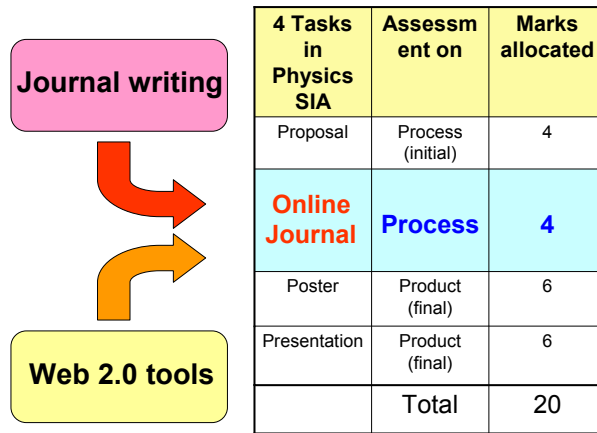 Journal writing
Web 2.0 tools
4 Tasks
in
Physics
SIA
Assessm
ent on
Marks
allocated
Proposal
Process
(initial)
4
Online
Journal
Process
4
Poster
Product
(final)
6
Presentation
Product
(final)
6
Total
20